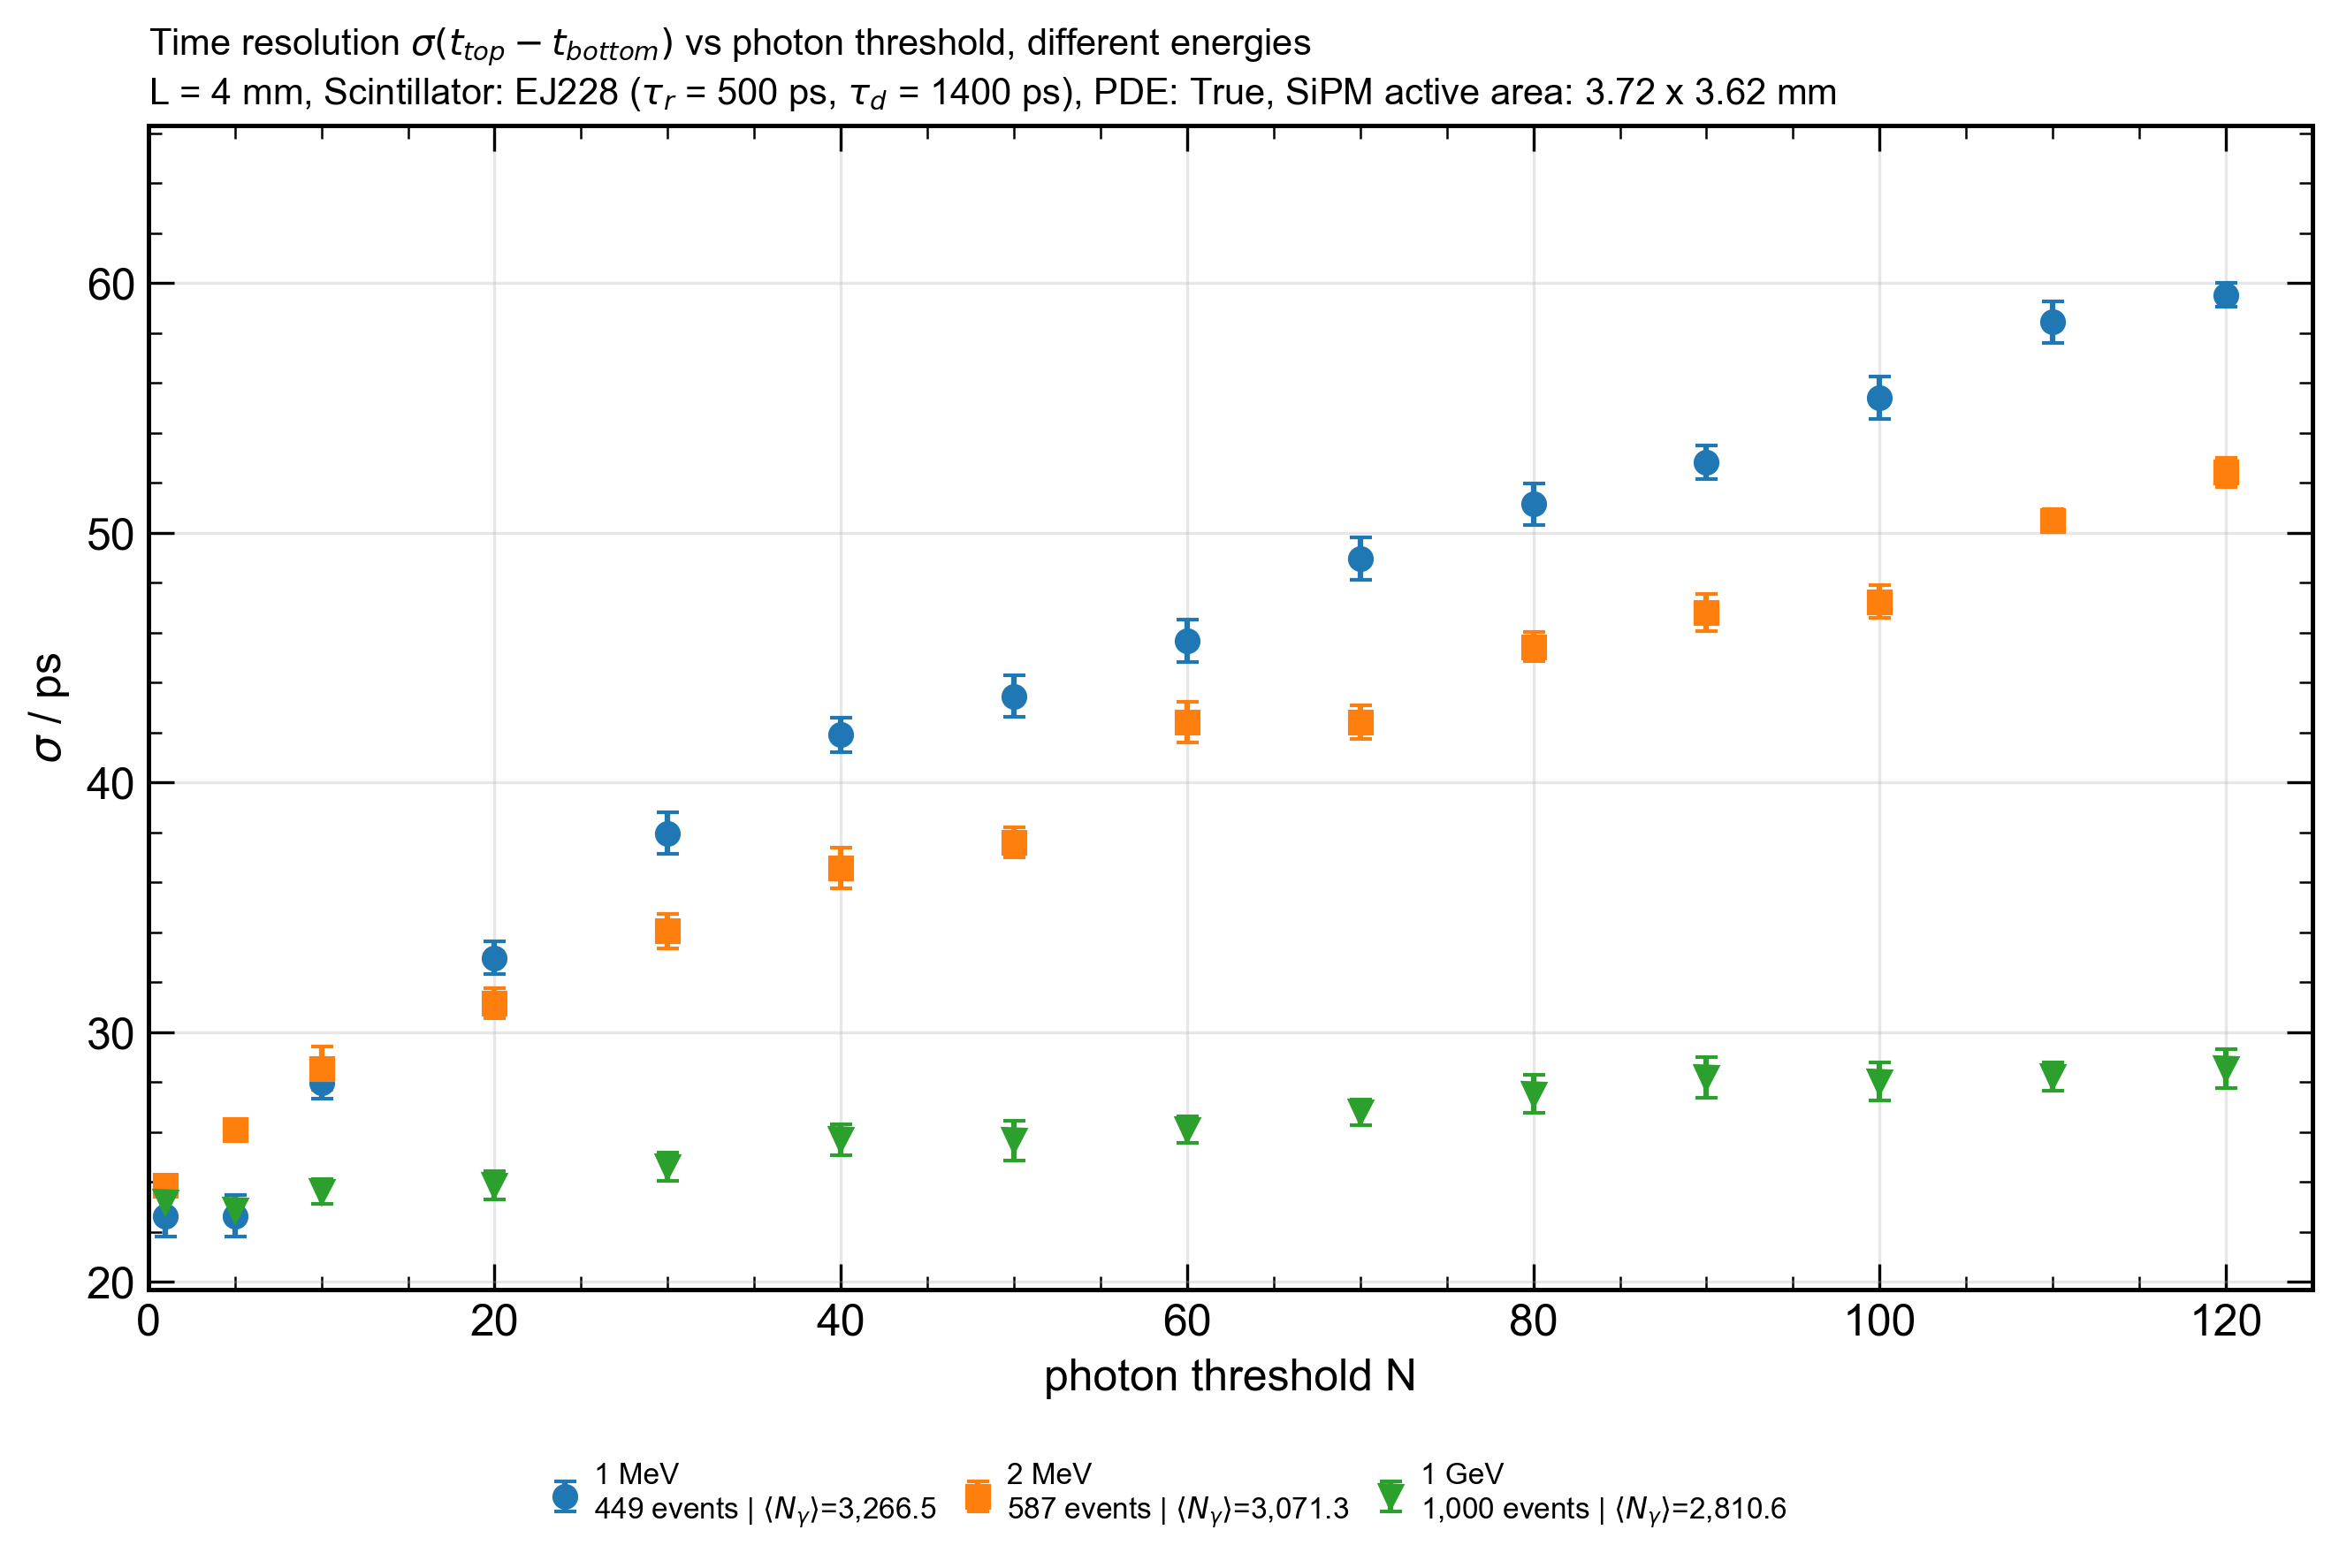 Time resolution σ(t_top − t_bottom) vs photon threshold, different energies
L = 4 mm, Scintillator: EJ228 (τ_r = 500 ps, τ_d = 1400 ps), PDE: True, SiPM active area: 3.72 x 3.62 mm
σ / ps
60
50
40
30
20
0 20 40 60 80 100 120
photon threshold N
1 MeV
449 events | ⟨N_γ⟩=3,266.5
2 MeV
587 events | ⟨N_γ⟩=3,071.3
1 GeV
1,000 events | ⟨N_γ⟩=2,810.6